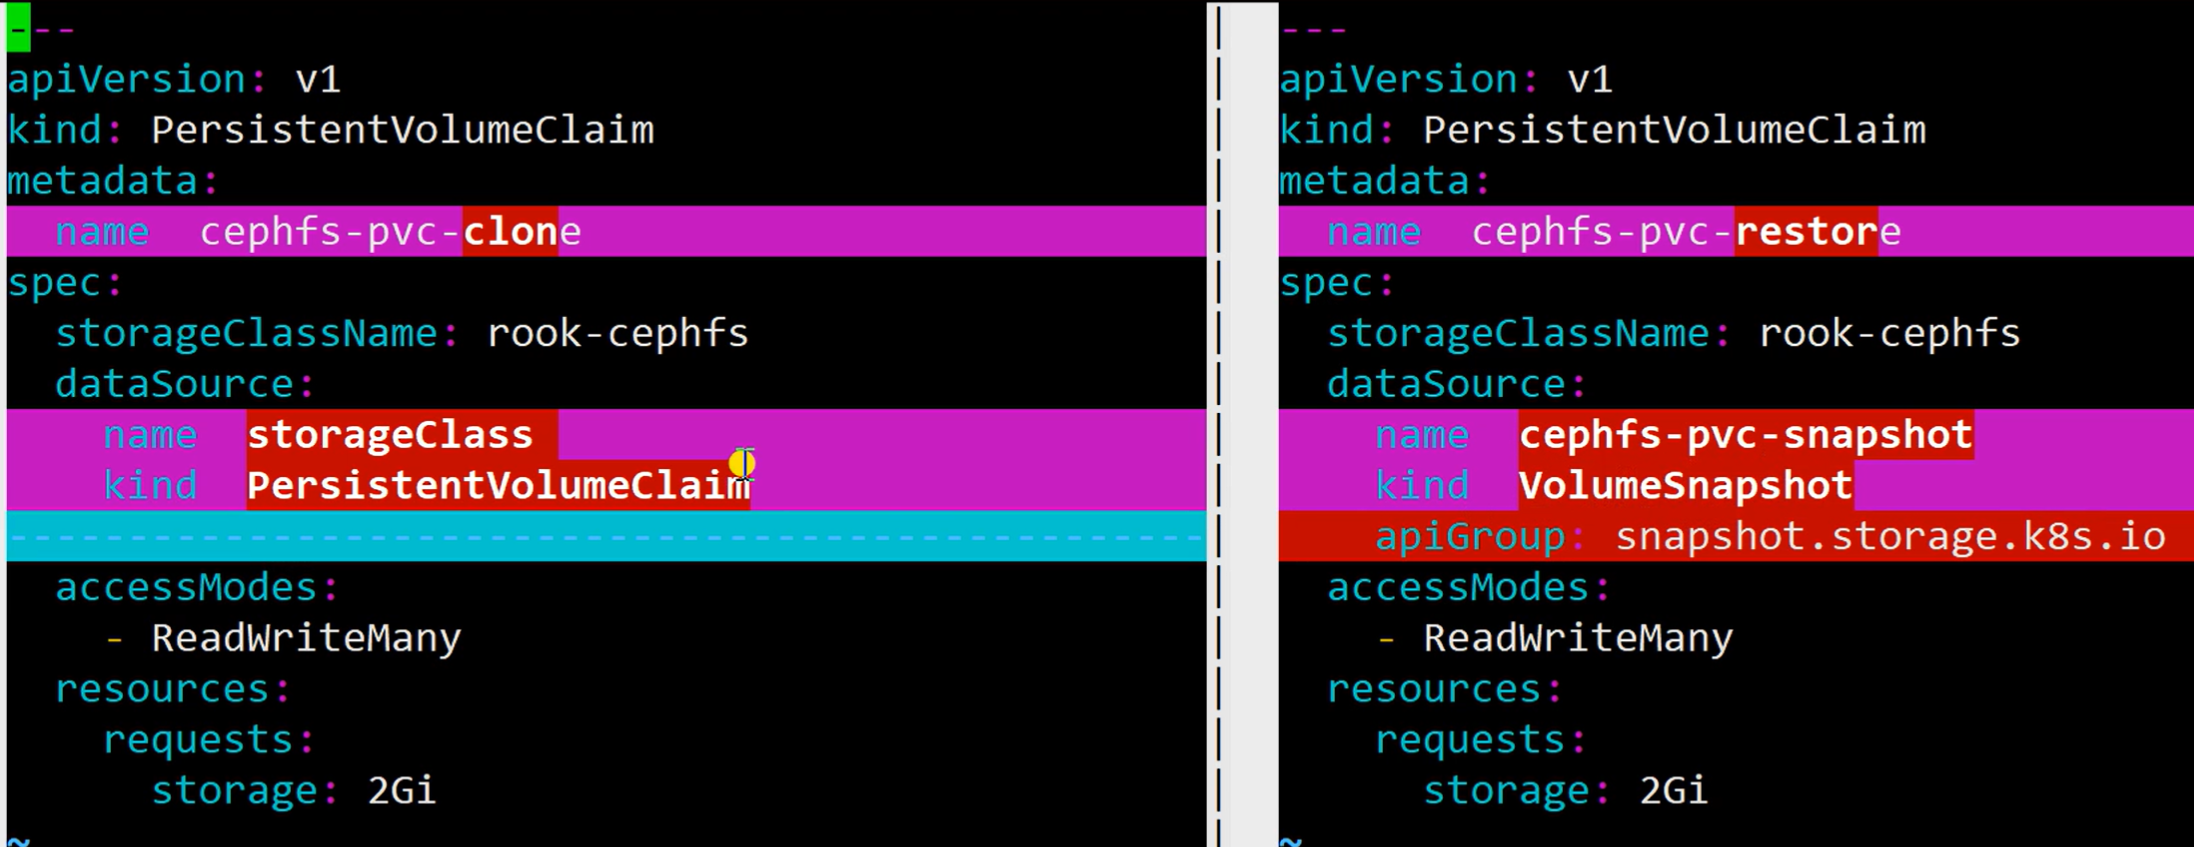 ---
apiVersion: v1
kind: PersistentVolumeClaim
metadata:
  name  cephfs-pvc-clone
spec:
  storageClassName: rook-cephfs
  dataSource:
    name  storageClass
    kind  PersistentVolumeClaim
--------------------------------------------------
  accessModes:
    - ReadWriteMany
  resources:
    requests:
      storage: 2Gi
~
---
apiVersion: v1
kind: PersistentVolumeClaim
metadata:
  name  cephfs-pvc-restore
spec:
  storageClassName: rook-cephfs
  dataSource:
    name  cephfs-pvc-snapshot
    kind  VolumeSnapshot
    apiGroup: snapshot.storage.k8s.io
  accessModes:
    - ReadWriteMany
  resources:
    requests:
      storage: 2Gi
~